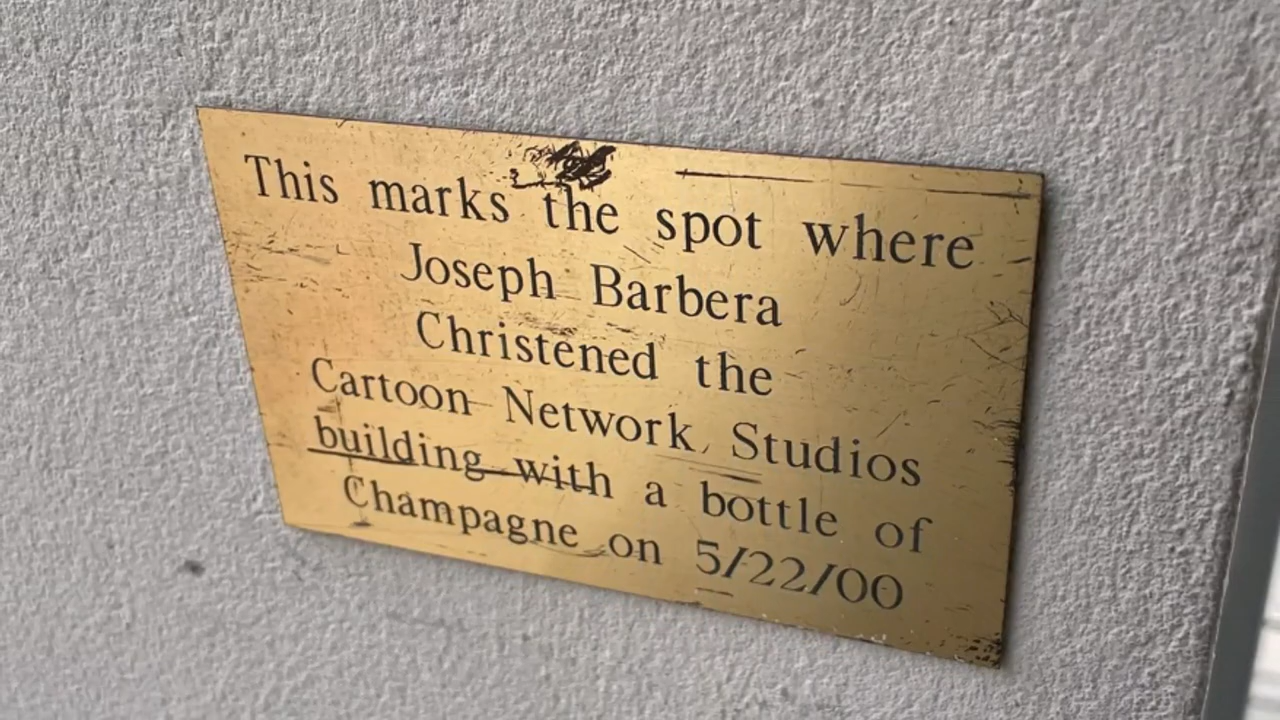 This marks the spot where
Joseph Barbera
Christened the
Cartoon Network Studios
building with a bottle of
Champagne on 5/22/00